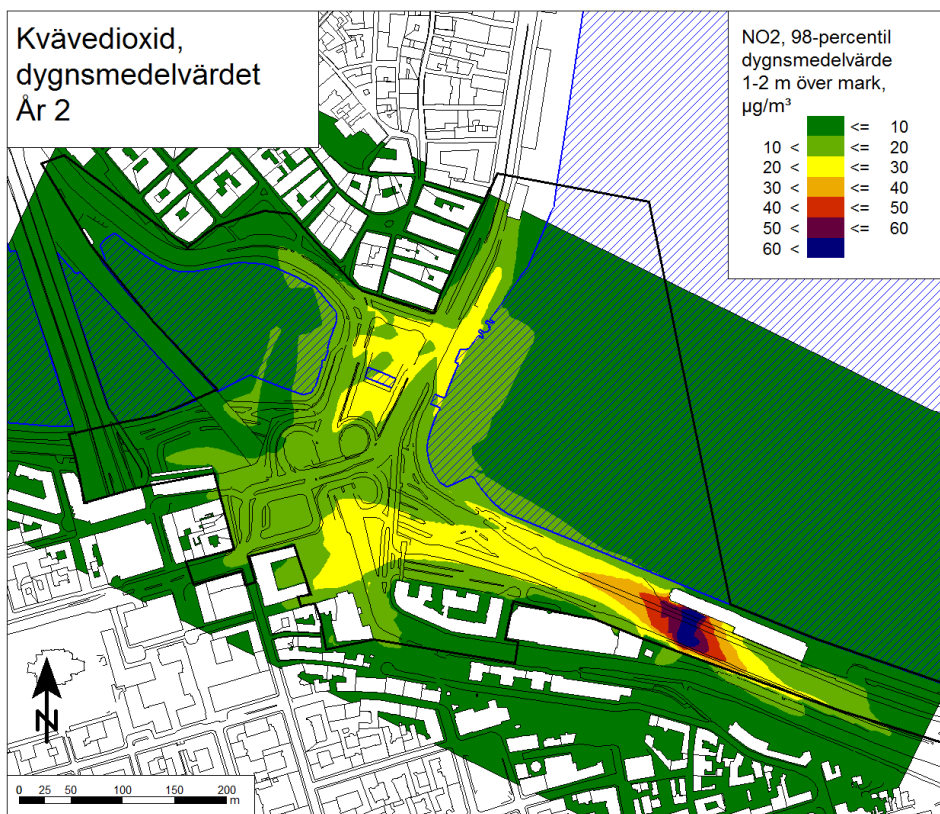 Kvävedioxid,
dygnsmedelvärdet
År 2
NO2, 98-percentil
dygnsmedelvärde
1-2 m över mark,
µg/m³
<= 10
10 < <= 20
20 < <= 30
30 < <= 40
40 < <= 50
50 < <= 60
60 <
N
0 25 50 100 150 200
m